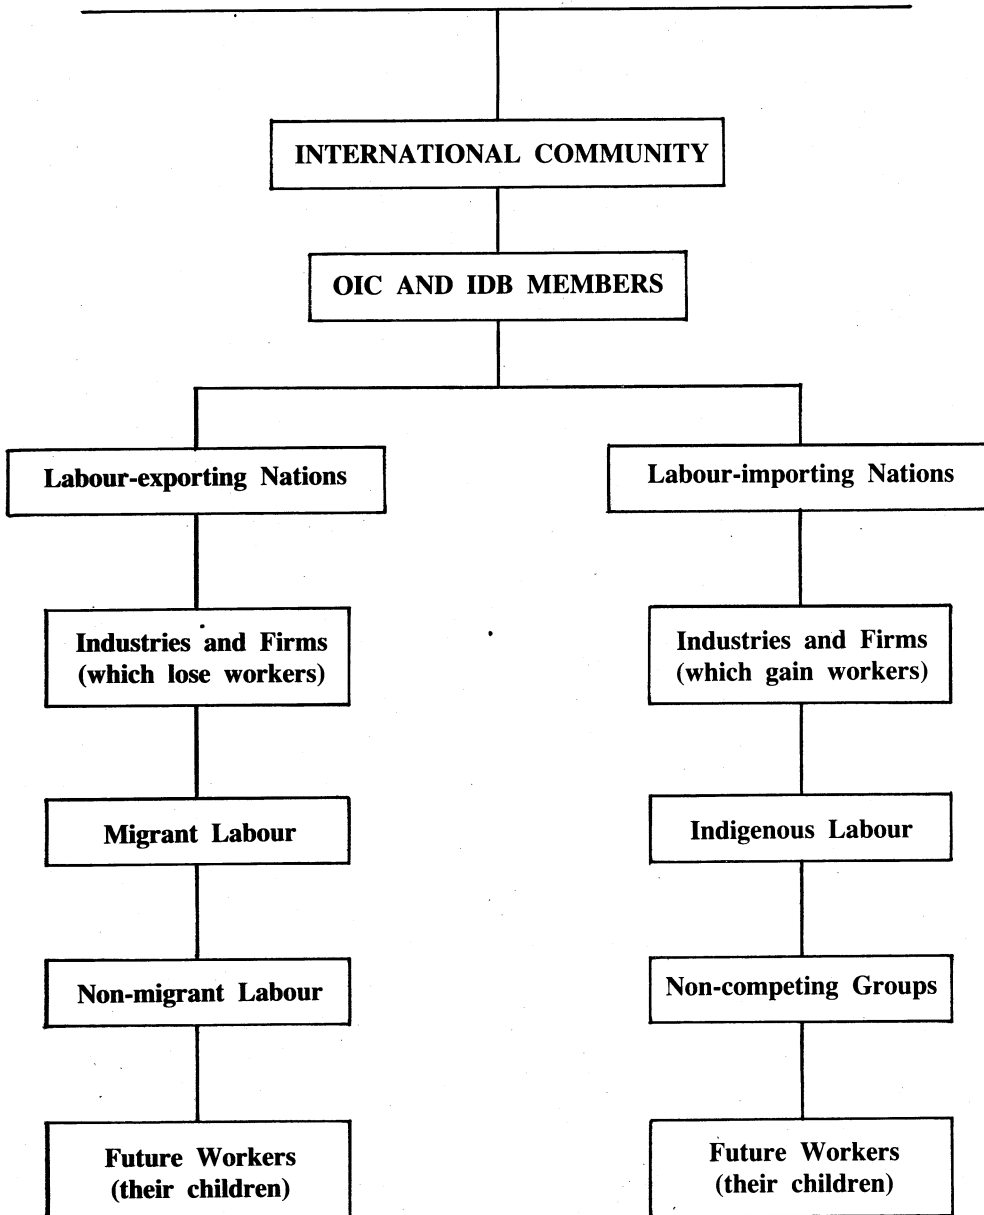 INTERNATIONAL COMMUNITY
OIC AND IDB MEMBERS
Labour-exporting Nations
Labour-importing Nations
Industries and Firms
(which lose workers)
Industries and Firms
(which gain workers)
Migrant Labour
Indigenous Labour
Non-migrant Labour
Non-competing Groups
Future Workers
(their children)
Future Workers
(their children)